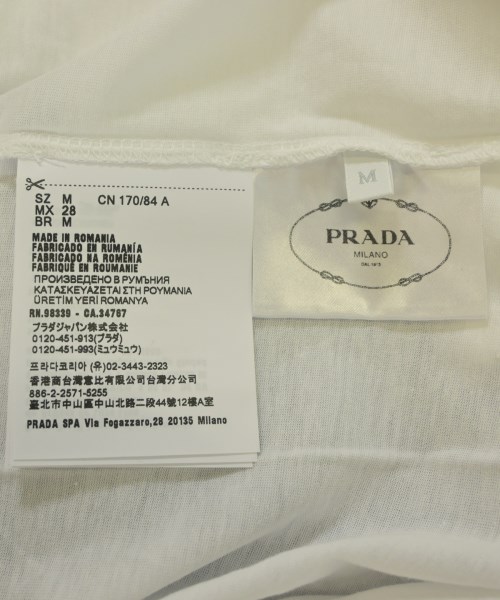 SZ M CN 170/84 A
MX 28
BR M
MADE IN ROMANIA
FABRICADO EN RUMANÍA
FABRICADO NA ROMÊNIA
FABRIQUÉ EN ROUMANIE
ПРОИЗВЕДЕНО В РУМЪНИЯ
ΚΑΤΑΣΚΕΥΑΖΕΤΑΙ ΣΤΗ ΡΟΥΜΑΝΙΑ
ÜRETİM YERİ ROMANYA
RN.98339 - CA.34767
プラダジャパン株式会社
0120-451-913(プラダ)
0120-451-993(ミュウミュウ)
프라다코리아 (유)02-3443-2323
香港商台灣意比有限公司台灣分公司
886-2-2571-5255
臺北市中山區中山北路二段44號12樓A室
PRADA SPA Via Fogazzaro,28 20135 Milano
M
PRADA
MILANO
DAL 1913